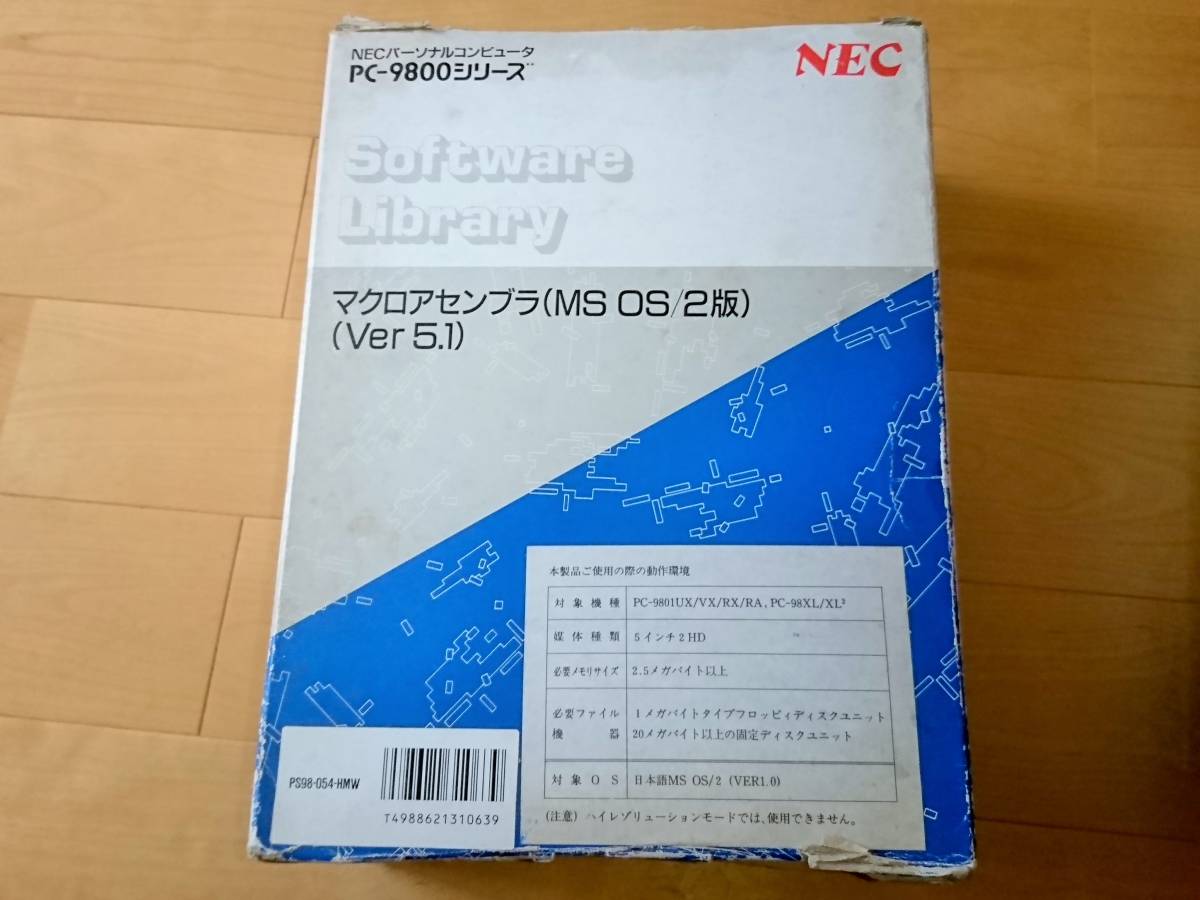 NECパーソナルコンピュータ
PC-9800シリーズ
NEC
Software
Library
マクロアセンブラ(MS OS/2版)
(Ver 5.1)
本製品ご使用の際の動作環境
対象機種 PC-9801UX/VX/RX/RA, PC-98XL/XL²
媒体種類 5インチ2HD
必要メモリサイズ 2.5メガバイト以上
必要ファイル 1メガバイトタイプフロッピィディスクユニット
機器 20メガバイト以上の固定ディスクユニット
対象OS 日本語MS OS/2 (VER1.0)
(注意) ハイレゾリューションモードでは、使用できません。
PS98-054-HMW
T4988621310639